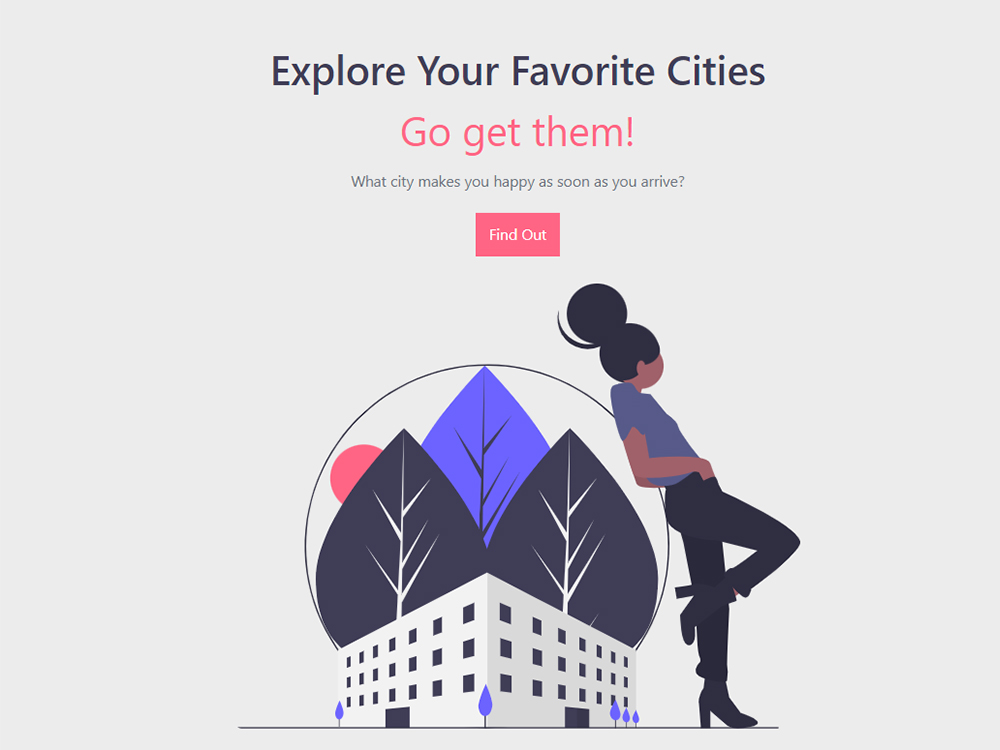 Explore Your Favorite Cities
Go get them!
What city makes you happy as soon as you arrive?
Find Out